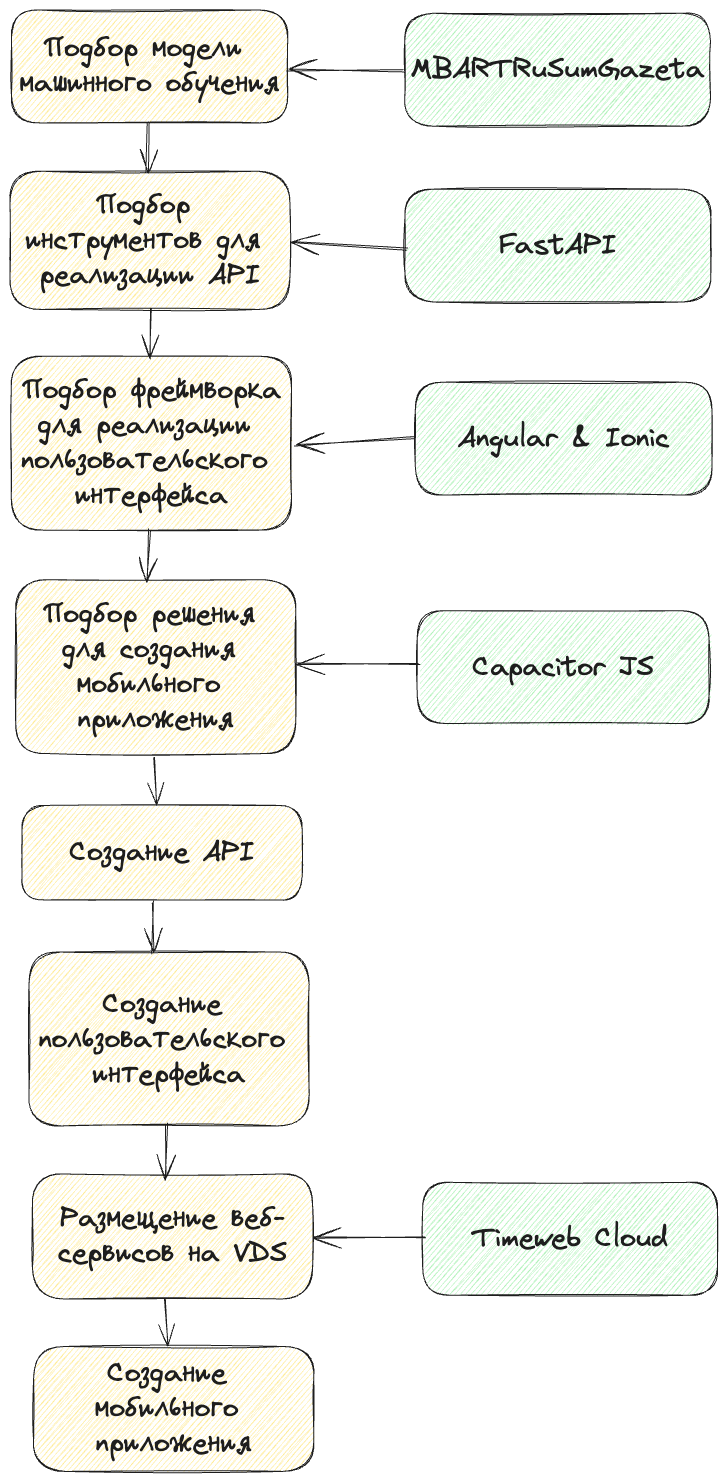 Подбор модели
машинного обучения
MBARTRuSumGazeta
Подбор
инструментов для
реализации API
FastAPI
Подбор фреймворка
для реализации
пользовательского
интерфейса
Angular & Ionic
Подбор решения
для создания
мобильного
приложения
Capacitor JS
Создание API
Создание
пользовательского
интерфейса
Размещение веб-
сервисов на VDS
Timeweb Cloud
Создание
мобильного
приложения